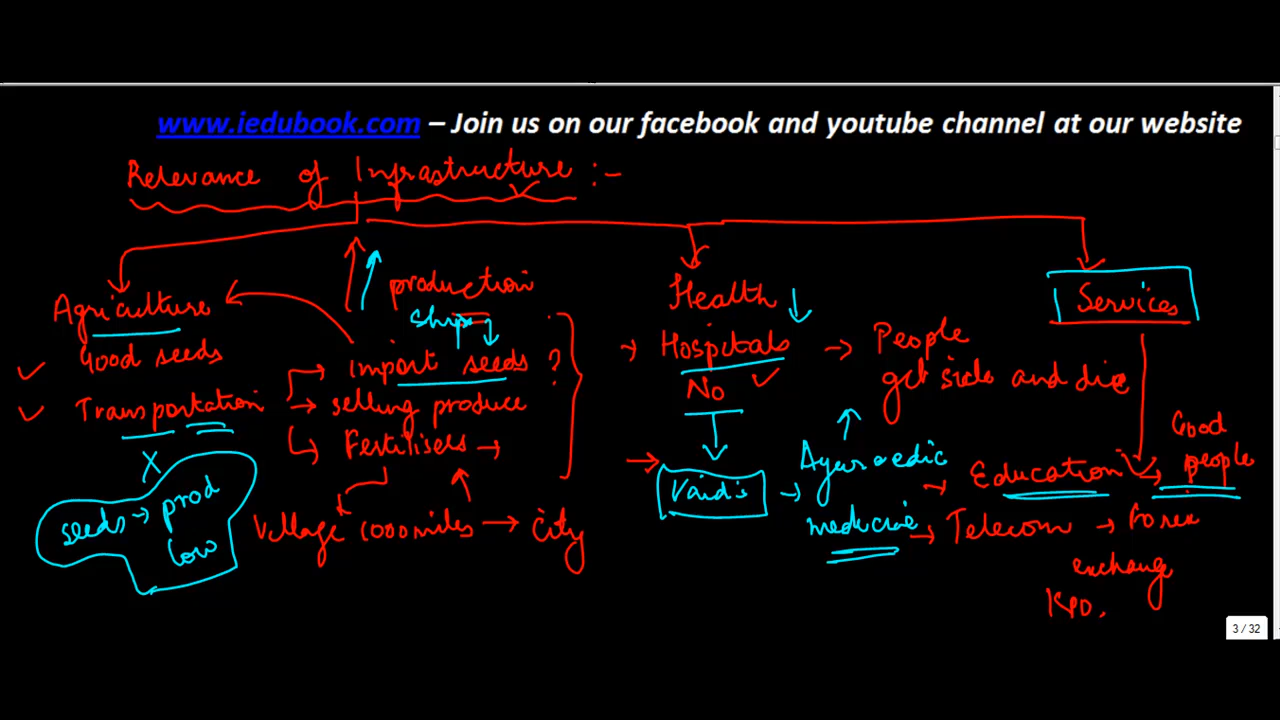 www.iedubook.com – Join us on our facebook and youtube channel at our website
Relevance of Infrastructure :-
Agriculture
Good seeds
Transportation
X
seeds → prod
low
production
ships
→ Import seeds ?
→ selling produce
→ Fertilisers →
Village 1000 miles → City
Health
→ Hospitals → People
get sick and die
No
→ Vaid's → Ayurvedic
medicine
Services
→ Education → Good
people
→ Telecom → Forex
exchange
KPO.
3 / 32